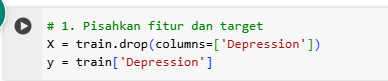 # 1. Pisahkan fitur dan target
X = train.drop(columns=['Depression'])
y = train['Depression']